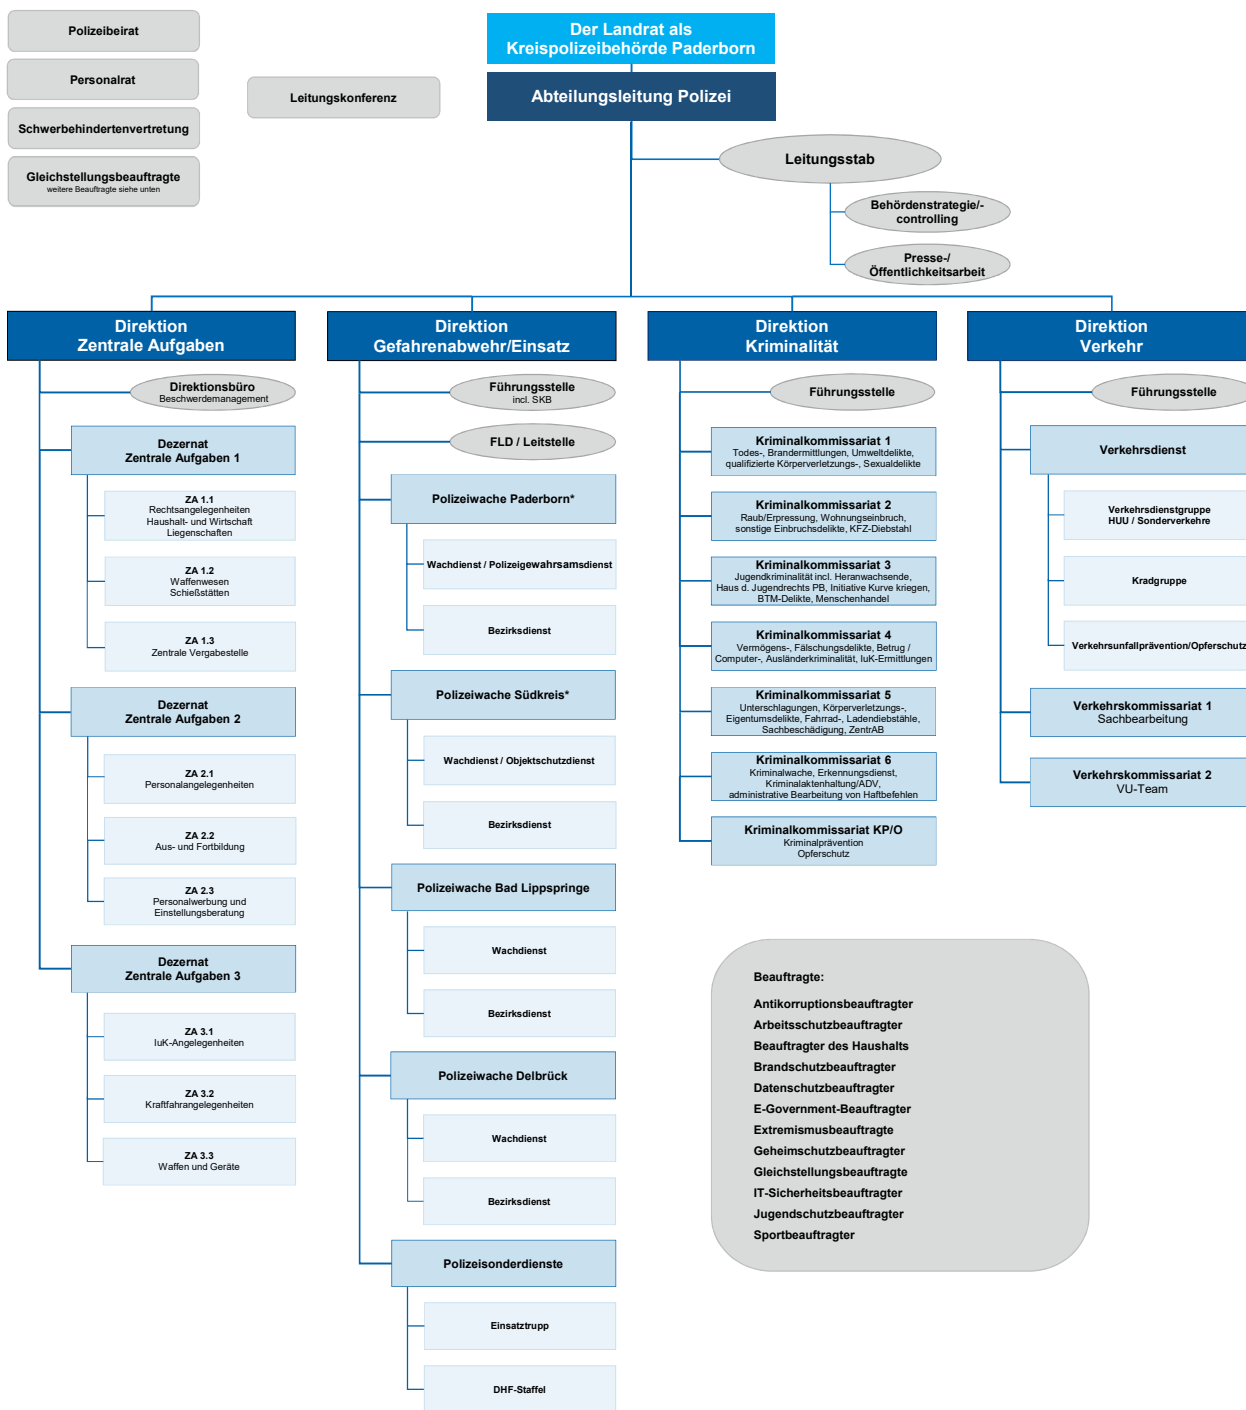 Polizeibeirat
Personalrat
Schwerbehindertenvertretung
Gleichstellungsbeauftragte
weitere Beauftragte siehe unten
Leitungskonferenz
Der Landrat als
Kreispolizeibehörde Paderborn
Abteilungsleitung Polizei
Leitungsstab
Behördenstrategie/-
controlling
Presse-/
Öffentlichkeitsarbeit
Direktion
Zentrale Aufgaben
Direktionsbüro
Beschwerdemanagement
Dezernat
Zentrale Aufgaben 1
ZA 1.1
Rechtsangelegenheiten
Haushalt- und Wirtschaft
Liegenschaften
ZA 1.2
Waffenwesen
Schießstätten
ZA 1.3
Zentrale Vergabestelle
Dezernat
Zentrale Aufgaben 2
ZA 2.1
Personalangelegenheiten
ZA 2.2
Aus- und Fortbildung
ZA 2.3
Personalwerbung und
Einstellungsberatung
Dezernat
Zentrale Aufgaben 3
ZA 3.1
IuK-Angelegenheiten
ZA 3.2
Kraftfahrangelegenheiten
ZA 3.3
Waffen und Geräte
Direktion
Gefahrenabwehr/Einsatz
Führungsstelle
incl. SKB
FLD / Leitstelle
Polizeiwache Paderborn*
Wachdienst / Polizeigewahrsamsdienst
Bezirksdienst
Polizeiwache Südkreis*
Wachdienst / Objektschutzdienst
Bezirksdienst
Polizeiwache Bad Lippspringe
Wachdienst
Bezirksdienst
Polizeiwache Delbrück
Wachdienst
Bezirksdienst
Polizeisonderdienste
Einsatztrupp
DHF-Staffel
Direktion
Kriminalität
Führungsstelle
Kriminalkommissariat 1
Todes-, Brandermittlungen, Umweltdelikte,
qualifizierte Körperverletzungs-, Sexualdelikte
Kriminalkommissariat 2
Raub/Erpressung, Wohnungseinbruch,
sonstige Einbruchsdelikte, KFZ-Diebstahl
Kriminalkommissariat 3
Jugendkriminalität incl. Heranwachsende,
Haus d. Jugendrechts PB, Initiative Kurve kriegen,
BTM-Delikte, Menschenhandel
Kriminalkommissariat 4
Vermögens-, Fälschungsdelikte, Betrug /
Computer-, Ausländerkriminalität, IuK-Ermittlungen
Kriminalkommissariat 5
Unterschlagungen, Körperverletzungs-,
Eigentumsdelikte, Fahrrad-, Ladendiebstähle,
Sachbeschädigung, ZentrAB
Kriminalkommissariat 6
Kriminalwache, Erkennungsdienst,
Kriminalaktenhaltung/ADV,
administrative Bearbeitung von Haftbefehlen
Kriminalkommissariat KP/O
Kriminalprävention
Opferschutz
Direktion
Verkehr
Führungsstelle
Verkehrsdienst
Verkehrsdienstgruppe
HUU / Sonderverkehre
Kradgruppe
Verkehrsunfallprävention/Opferschutz
Verkehrskommissariat 1
Sachbearbeitung
Verkehrskommissariat 2
VU-Team
Beauftragte:
Antikorruptionsbeauftragter
Arbeitsschutzbeauftragter
Beauftragter des Haushalts
Brandschutzbeauftragter
Datenschutzbeauftragter
E-Government-Beauftragter
Extremismusbeauftragte
Geheimschutzbeauftragter
Gleichstellungsbeauftragte
IT-Sicherheitsbeauftragter
Jugendschutzbeauftragter
Sportbeauftragter